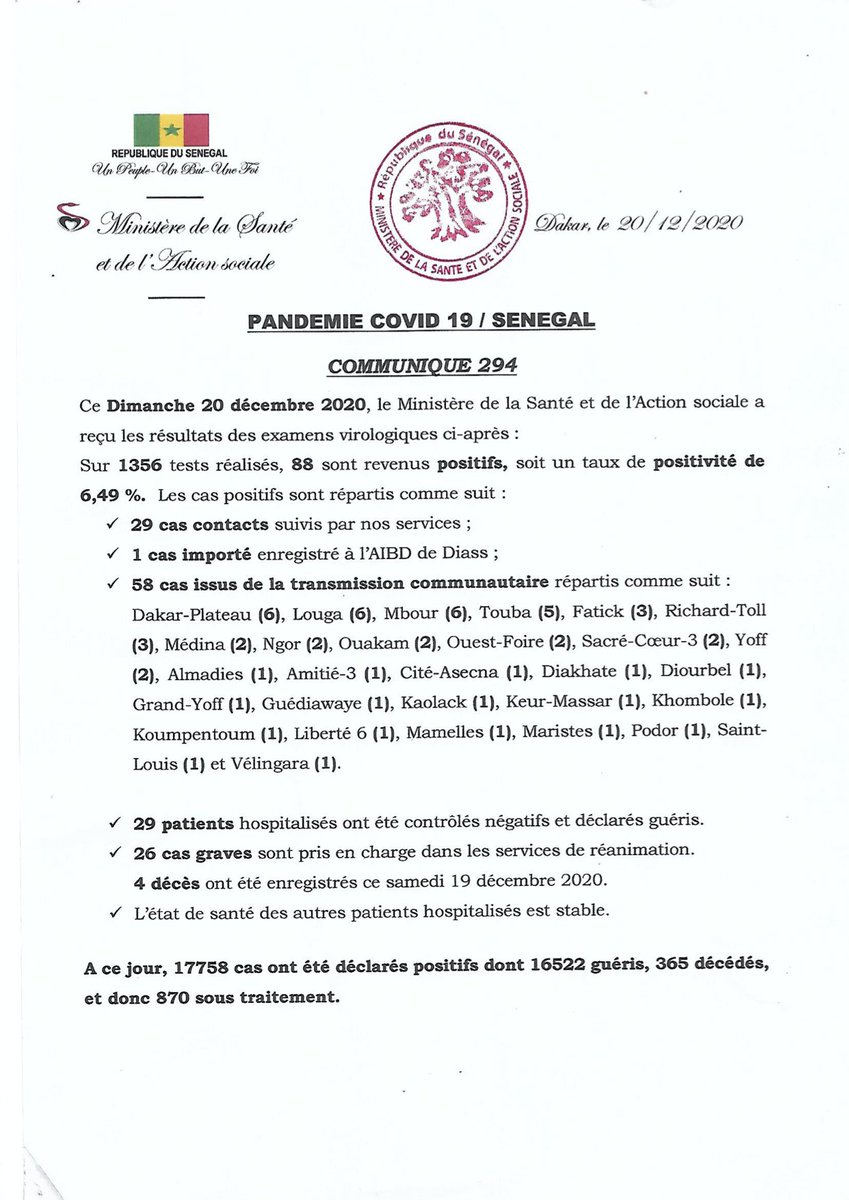 REPUBLIQUE DU SENEGAL
Un Peuple-Un But-Une Foi
Ministère de la Santé
et de l'Action sociale
★ République du Sénégal ★
MINISTÈRE DE LA SANTE ET DE L'ACTION SOCIALE
Dakar, le 20/12/2020
PANDEMIE COVID 19 / SENEGAL
COMMUNIQUE 294
Ce Dimanche 20 décembre 2020, le Ministère de la Santé et de l'Action sociale a
reçu les résultats des examens virologiques ci-après :
Sur 1356 tests réalisés, 88 sont revenus positifs, soit un taux de positivité de
6,49 %. Les cas positifs sont répartis comme suit :
✓ 29 cas contacts suivis par nos services ;
✓ 1 cas importé enregistré à l'AIBD de Diass ;
✓ 58 cas issus de la transmission communautaire répartis comme suit :
Dakar-Plateau (6), Louga (6), Mbour (6), Touba (5), Fatick (3), Richard-Toll
(3), Médina (2), Ngor (2), Ouakam (2), Ouest-Foire (2), Sacré-Cœur-3 (2), Yoff
(2), Almadies (1), Amitié-3 (1), Cité-Asecna (1), Diakhate (1), Diourbel (1),
Grand-Yoff (1), Guédiawaye (1), Kaolack (1), Keur-Massar (1), Khombole (1),
Koumpentoum (1), Liberté 6 (1), Mamelles (1), Maristes (1), Podor (1), Saint-
Louis (1) et Vélingara (1).
✓ 29 patients hospitalisés ont été contrôlés négatifs et déclarés guéris.
✓ 26 cas graves sont pris en charge dans les services de réanimation.
4 décès ont été enregistrés ce samedi 19 décembre 2020.
✓ L'état de santé des autres patients hospitalisés est stable.
A ce jour, 17758 cas ont été déclarés positifs dont 16522 guéris, 365 décédés,
et donc 870 sous traitement.